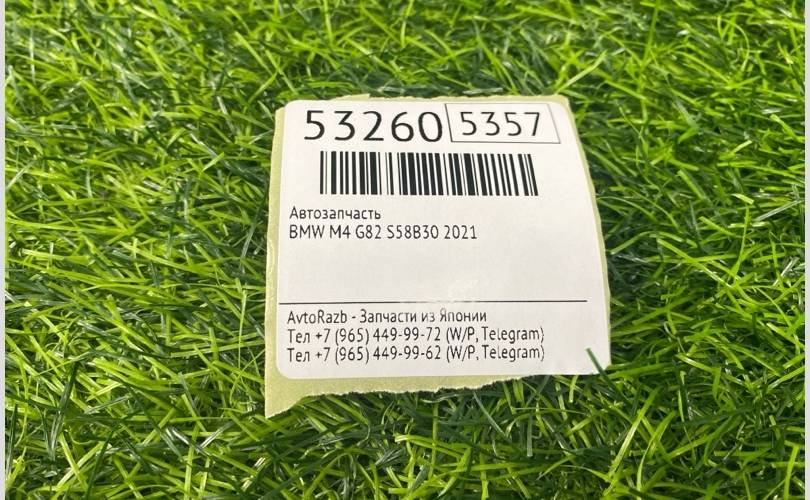 53260 5357
Автозапчасть
BMW M4 G82 S58B30 2021
AvtoRazb - Запчасти из Японии
Тел +7 (965) 449-99-72 (W/P, Telegram)
Тел +7 (965) 449-99-62 (W/P, Telegram)